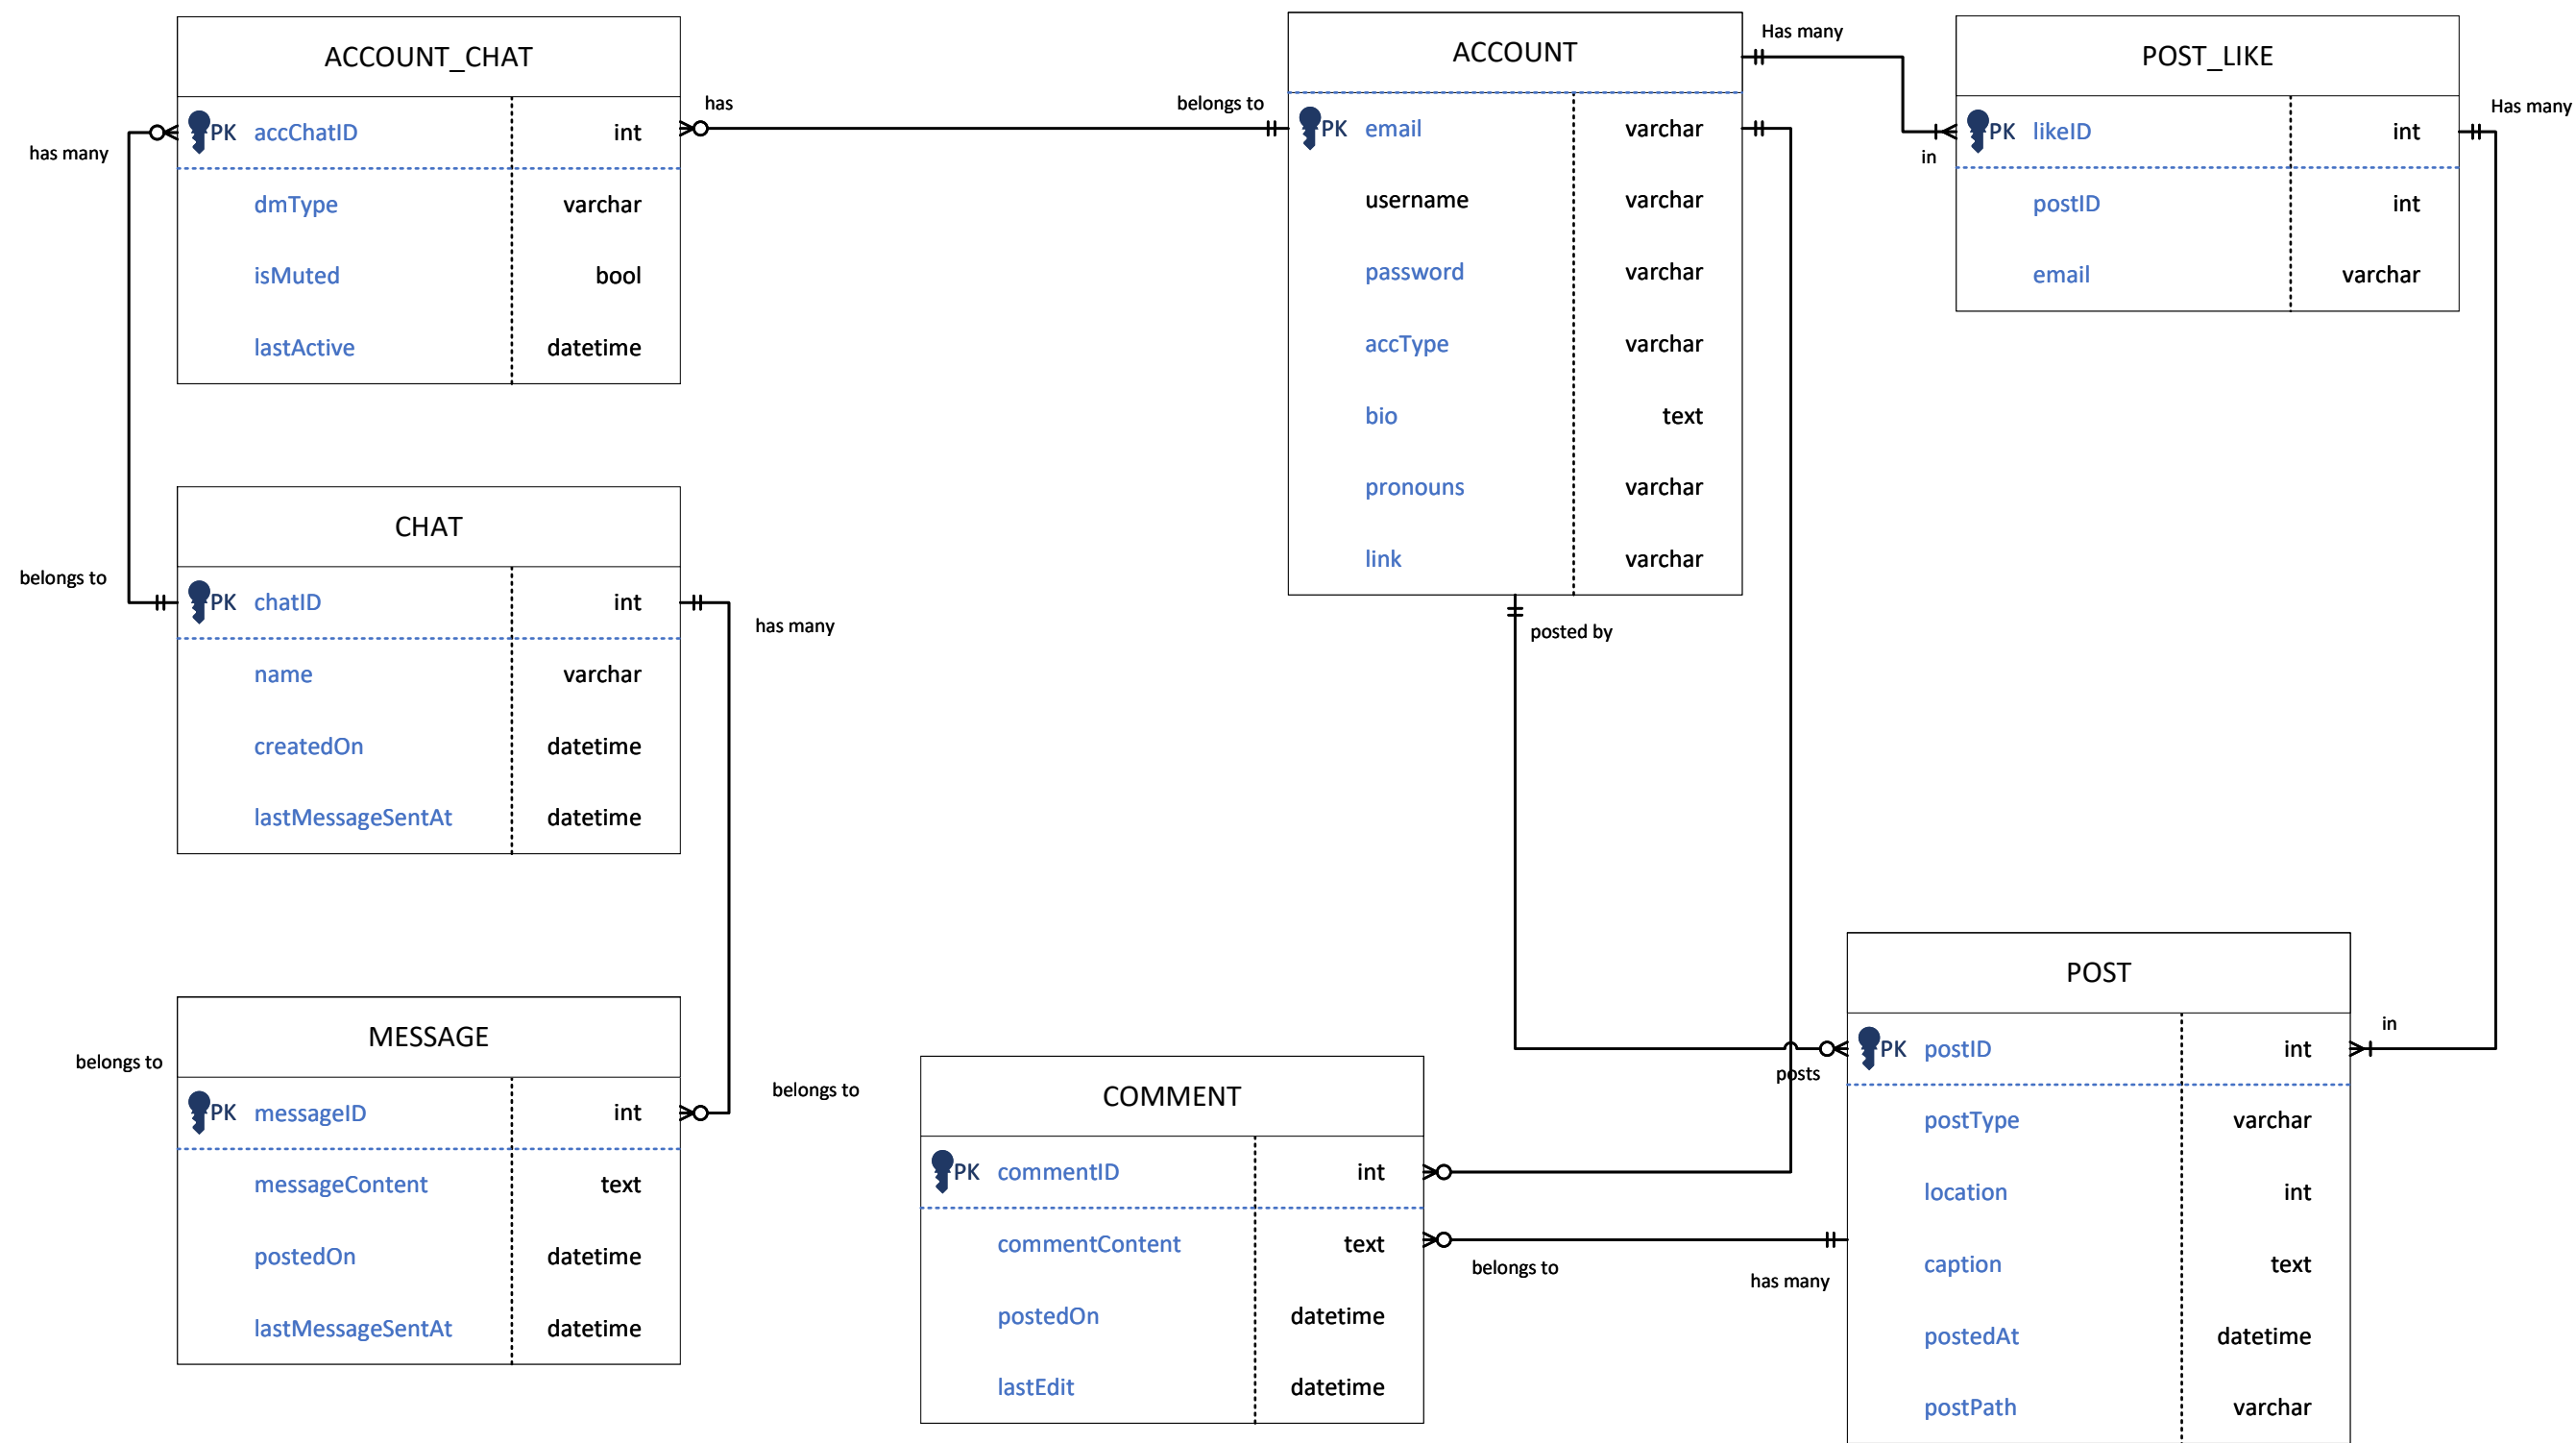 ACCOUNT_CHAT
PK accChatID int
dmType varchar
isMuted bool
lastActive datetime
has many
has
belongs to
ACCOUNT
PK email varchar
username varchar
password varchar
accType varchar
bio text
pronouns varchar
link varchar
Has many
in
POST_LIKE
PK likeID int
postID int
email varchar
Has many
belongs to
CHAT
PK chatID int
name varchar
createdOn datetime
lastMessageSentAt datetime
has many
posted by
belongs to
MESSAGE
PK messageID int
messageContent text
postedOn datetime
lastMessageSentAt datetime
belongs to
COMMENT
PK commentID int
commentContent text
postedOn datetime
lastEdit datetime
belongs to
has many
posts
POST
PK postID int
postType varchar
location int
caption text
postedAt datetime
postPath varchar
in